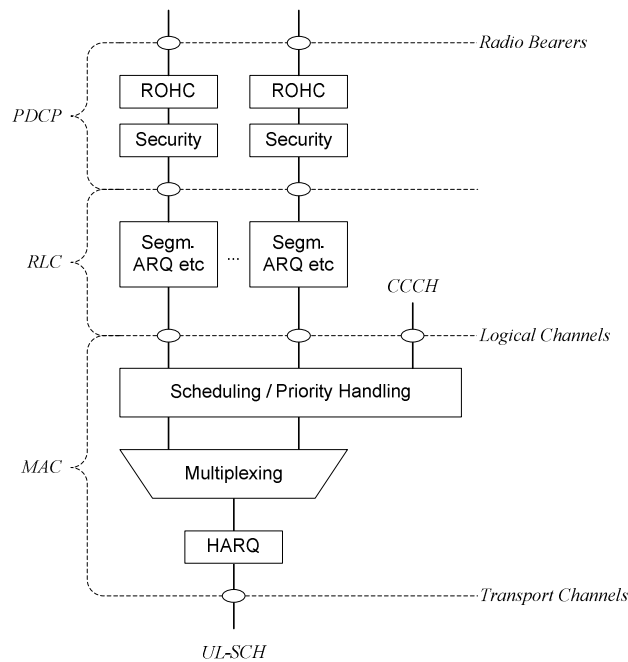 Radio Bearers
ROHC
ROHC
PDCP
Security
Security
Segm.
ARQ etc
...
Segm.
ARQ etc
RLC
CCCH
Logical Channels
Scheduling / Priority Handling
MAC
Multiplexing
HARQ
Transport Channels
UL-SCH